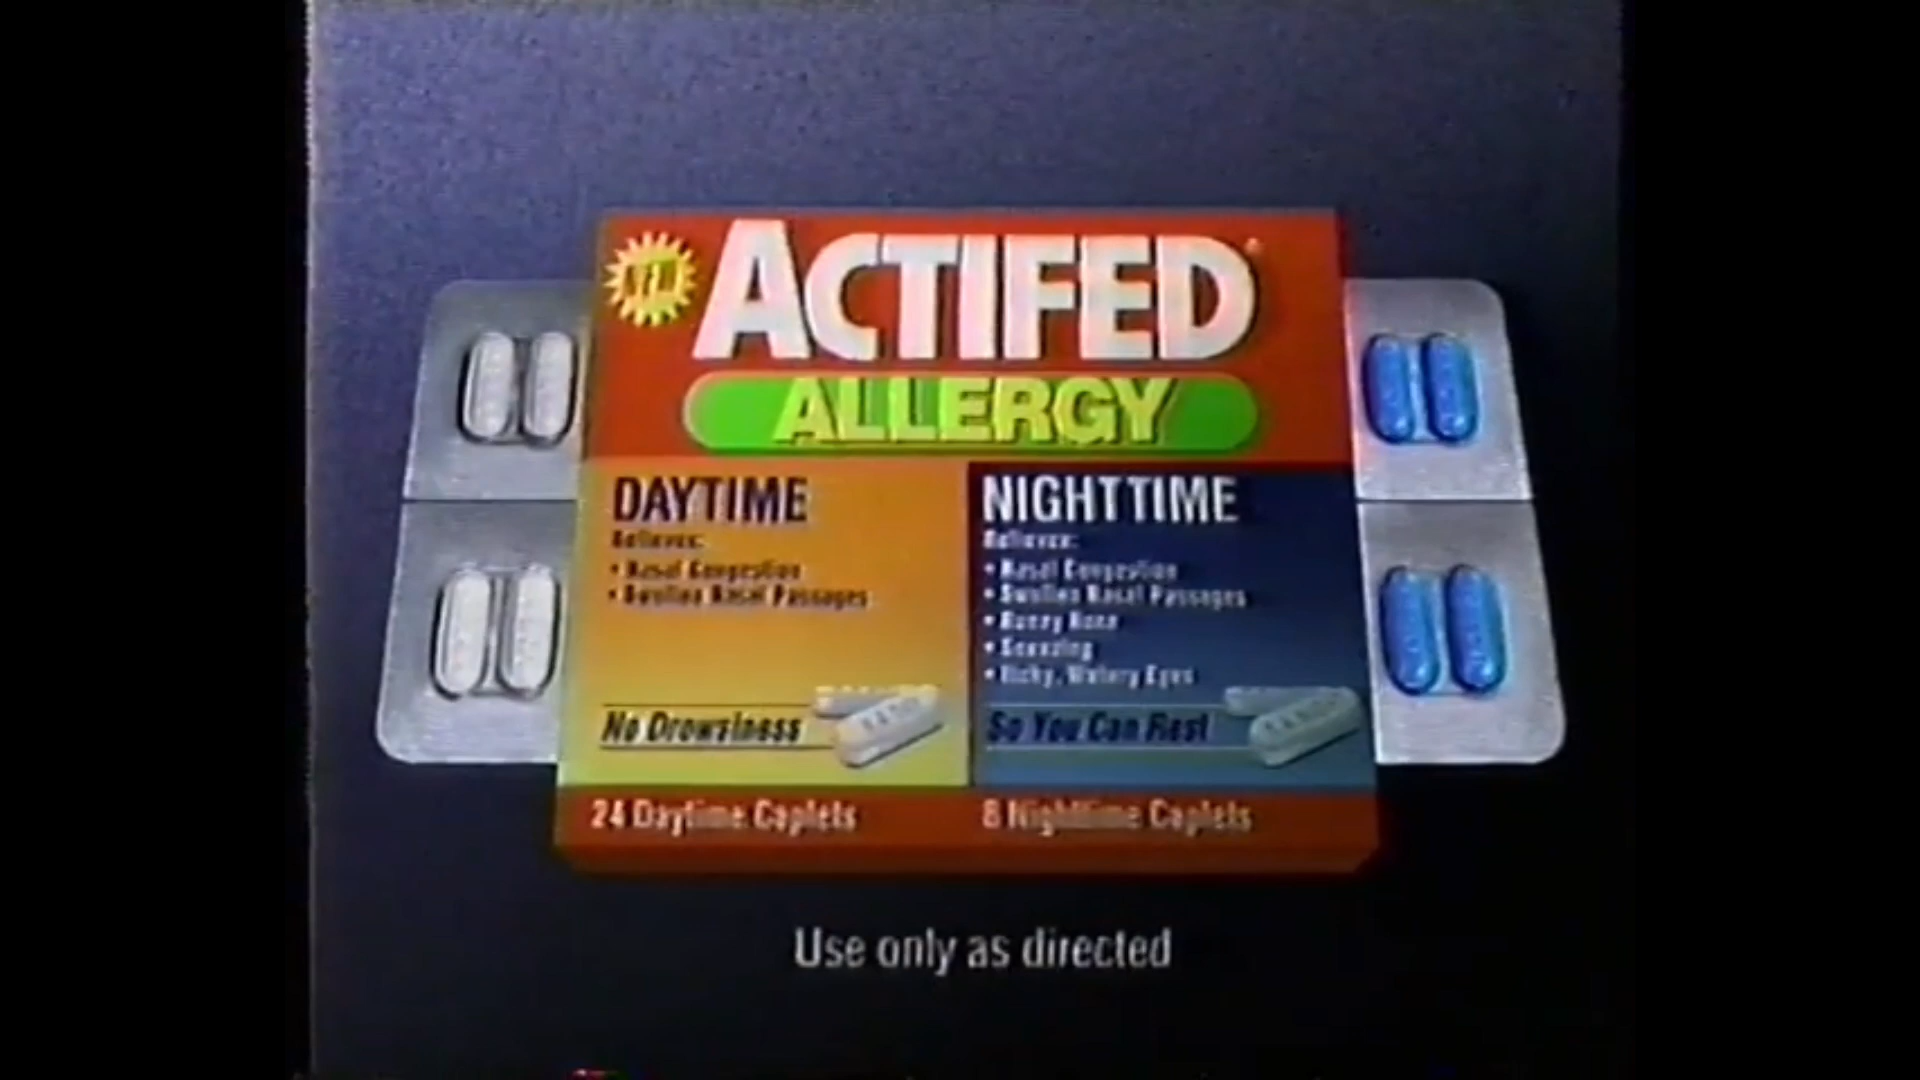 NEW
ACTIFED®
ALLERGY
DAYTIME
Relieves:
• Nasal Congestion
• Swollen Nasal Passages
No Drowsiness
24 Daytime Caplets
NIGHTTIME
Relieves:
• Nasal Congestion
• Swollen Nasal Passages
• Runny Nose
• Sneezing
• Itchy, Watery Eyes
So You Can Rest
8 Nighttime Caplets
Use only as directed